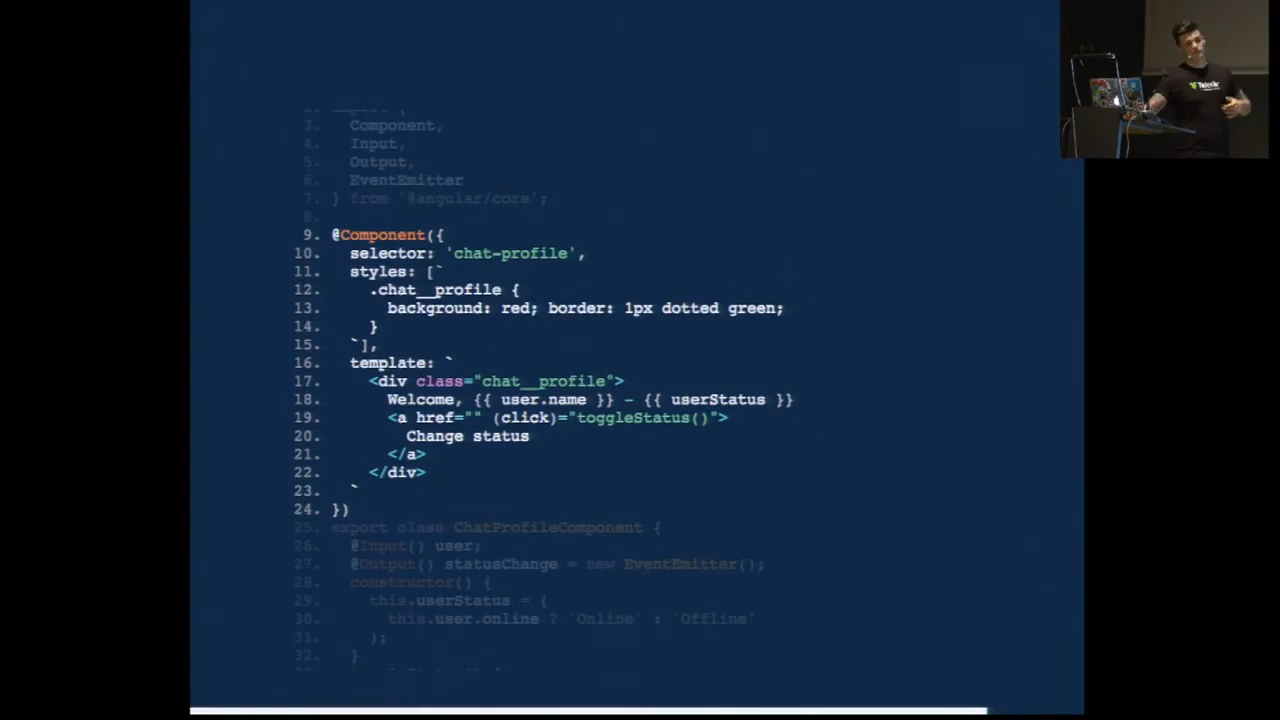 3. Component,
4. Input,
5. Output,
6. EventEmitter
7. } from '@angular/core';
8.
9. @Component({
10. selector: 'chat-profile',
11. styles: [`
12. .chat__profile {
13. background: red; border: 1px dotted green;
14. }
15. `],
16. template: `
17. <div class="chat__profile">
18. Welcome, {{ user.name }} - {{ userStatus }}
19. <a href="" (click)="toggleStatus()">
20. Change status
21. </a>
22. </div>
23. `
24. })
25. export class ChatProfileComponent {
26. @Input() user;
27. @Output() statusChange = new EventEmitter();
28. constructor() {
29. this.userStatus = (
30. this.user.online ? 'Online' : 'Offline'
31. );
32. }
Telerik